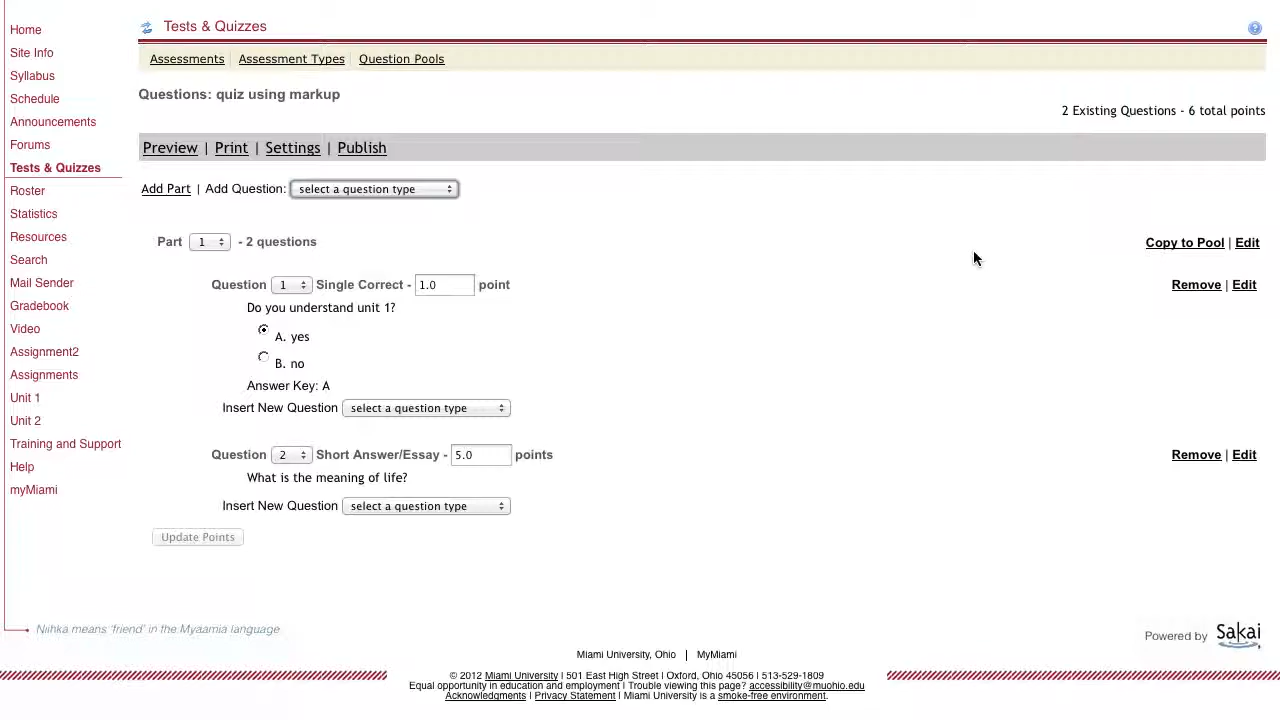 Home
Site Info
Syllabus
Schedule
Announcements
Forums
Tests & Quizzes
Roster
Statistics
Resources
Search
Mail Sender
Gradebook
Video
Assignment2
Assignments
Unit 1
Unit 2
Training and Support
Help
myMiami
Tests & Quizzes
?
Assessments | Assessment Types | Question Pools
Questions: quiz using markup
2 Existing Questions - 6 total points
Preview | Print | Settings | Publish
Add Part | Add Question: select a question type
Part 1 - 2 questions Copy to Pool | Edit
Question 1 Single Correct - 1.0 point Remove | Edit
Do you understand unit 1?
A. yes
B. no
Answer Key: A
Insert New Question select a question type
Question 2 Short Answer/Essay - 5.0 points Remove | Edit
What is the meaning of life?
Insert New Question select a question type
Update Points
Niihka means 'friend' in the Myaamia language
Powered by Sakai
Miami University, Ohio | MyMiami
© 2012 Miami University | 501 East High Street | Oxford, Ohio 45056 | 513-529-1809
Equal opportunity in education and employment | Trouble viewing this page? accessibility@muohio.edu
Acknowledgments | Privacy Statement | Miami University is a smoke-free environment.